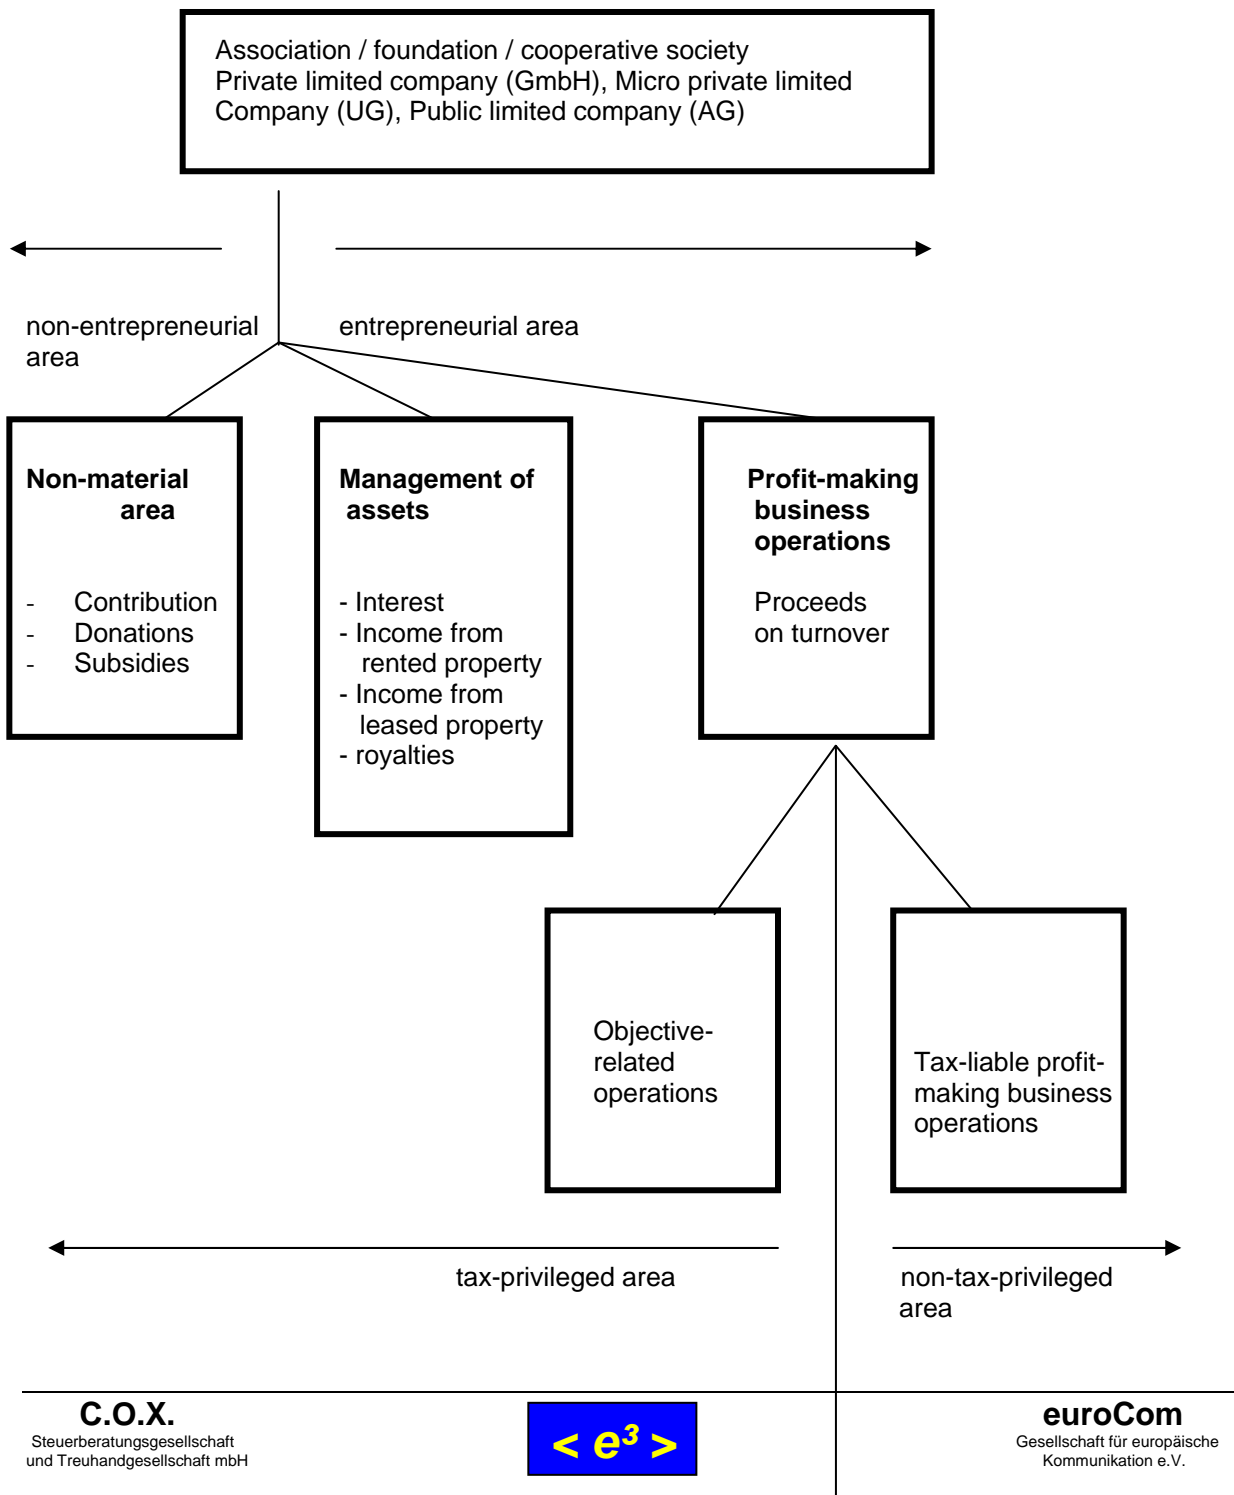 Association / foundation / cooperative society
Private limited company (GmbH), Micro private limited
Company (UG), Public limited company (AG)
non-entrepreneurial
area
entrepreneurial area
Non-material
area
- Contribution
- Donations
- Subsidies
Management of
assets
- Interest
- Income from
rented property
- Income from
leased property
- royalties
Profit-making
business
operations
Proceeds
on turnover
Objective-
related
operations
Tax-liable profit-
making business
operations
tax-privileged area
non-tax-privileged
area
C.O.X.
Steuerberatungsgesellschaft
und Treuhandgesellschaft mbH
< e³ >
euroCom
Gesellschaft für europäische
Kommunikation e.V.